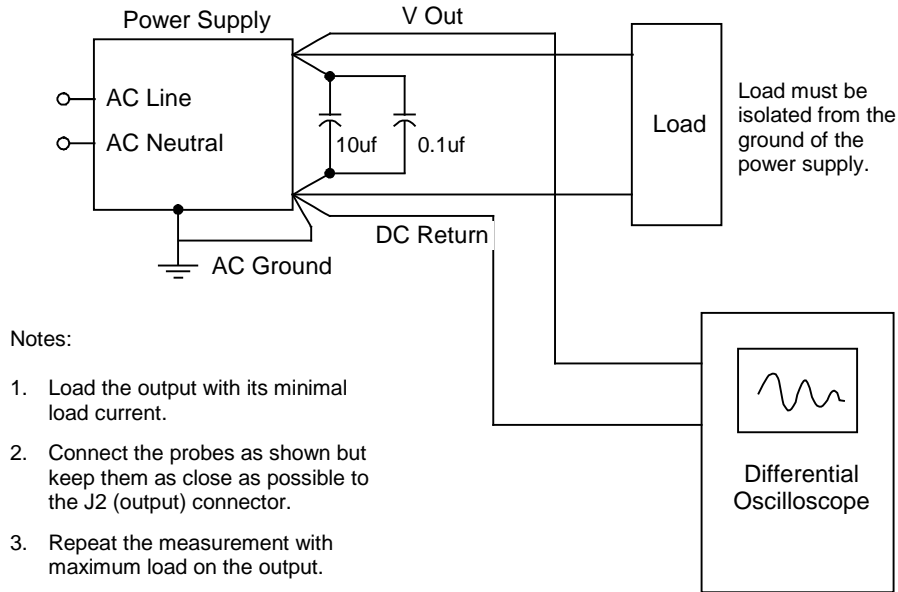 Power Supply
V Out
AC Line
AC Neutral
10uf
0.1uf
Load
Load must be
isolated from the
ground of the
power supply.
DC Return
AC Ground
Notes:
1. Load the output with its minimal
load current.
2. Connect the probes as shown but
keep them as close as possible to
the J2 (output) connector.
3. Repeat the measurement with
maximum load on the output.
Differential
Oscilloscope